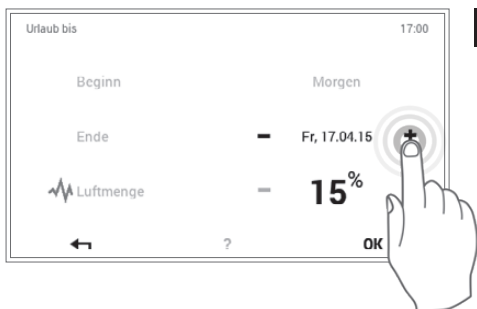 Urlaub bis 17:00
Beginn Morgen
Ende - Fr, 17.04.15 +
Luftmenge - 15%
? OK